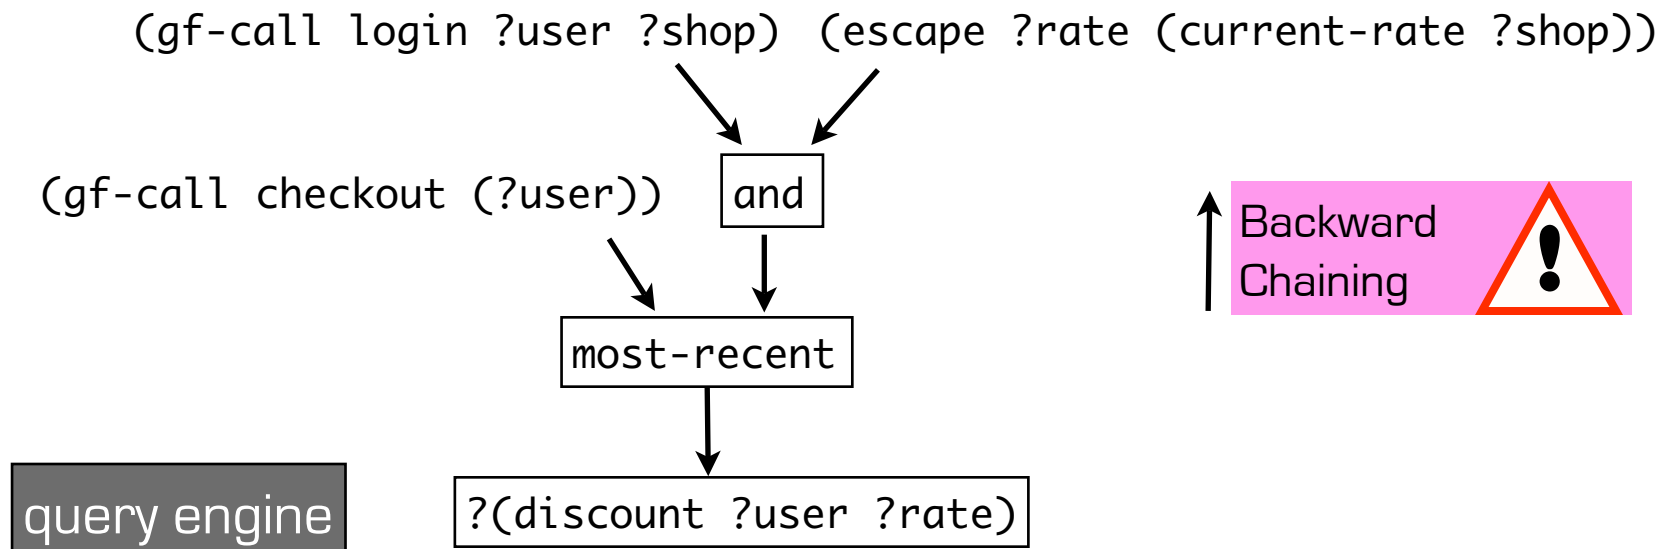 (gf-call login ?user ?shop) (escape ?rate (current-rate ?shop))
(gf-call checkout (?user))
and
Backward
Chaining
!
most-recent
query engine
?(discount ?user ?rate)